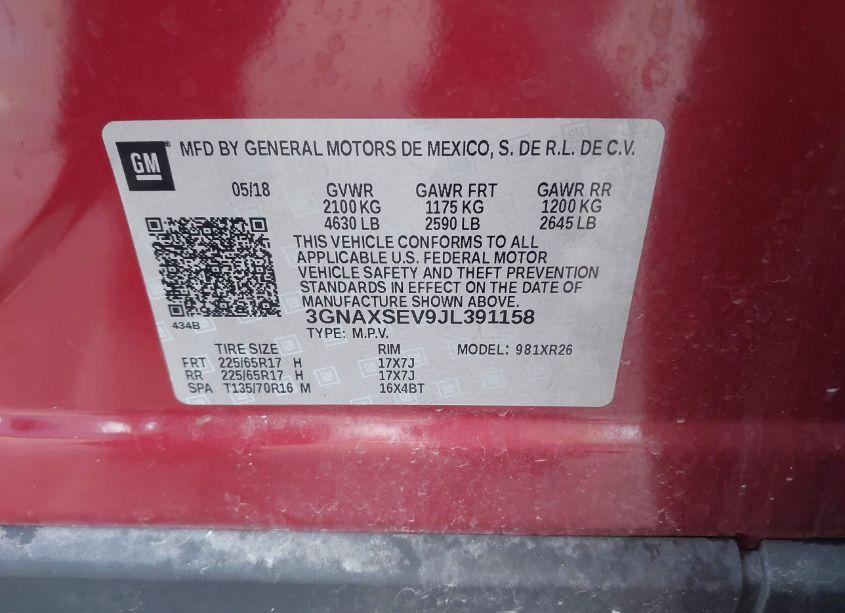 GM
MFD BY GENERAL MOTORS DE MEXICO, S. DE R.L. DE C.V.
05/18 GVWR GAWR FRT GAWR RR
2100 KG 1175 KG 1200 KG
4630 LB 2590 LB 2645 LB
THIS VEHICLE CONFORMS TO ALL
APPLICABLE U.S. FEDERAL MOTOR
VEHICLE SAFETY AND THEFT PREVENTION
STANDARDS IN EFFECT ON THE DATE OF
MANUFACTURE SHOWN ABOVE.
434B
3GNAXSEV9JL391158
TYPE: M.P.V.
TIRE SIZE RIM MODEL: 981XR26
FRT 225/65R17 H 17X7J
RR 225/65R17 H 17X7J
SPA T135/70R16 M 16X4BT